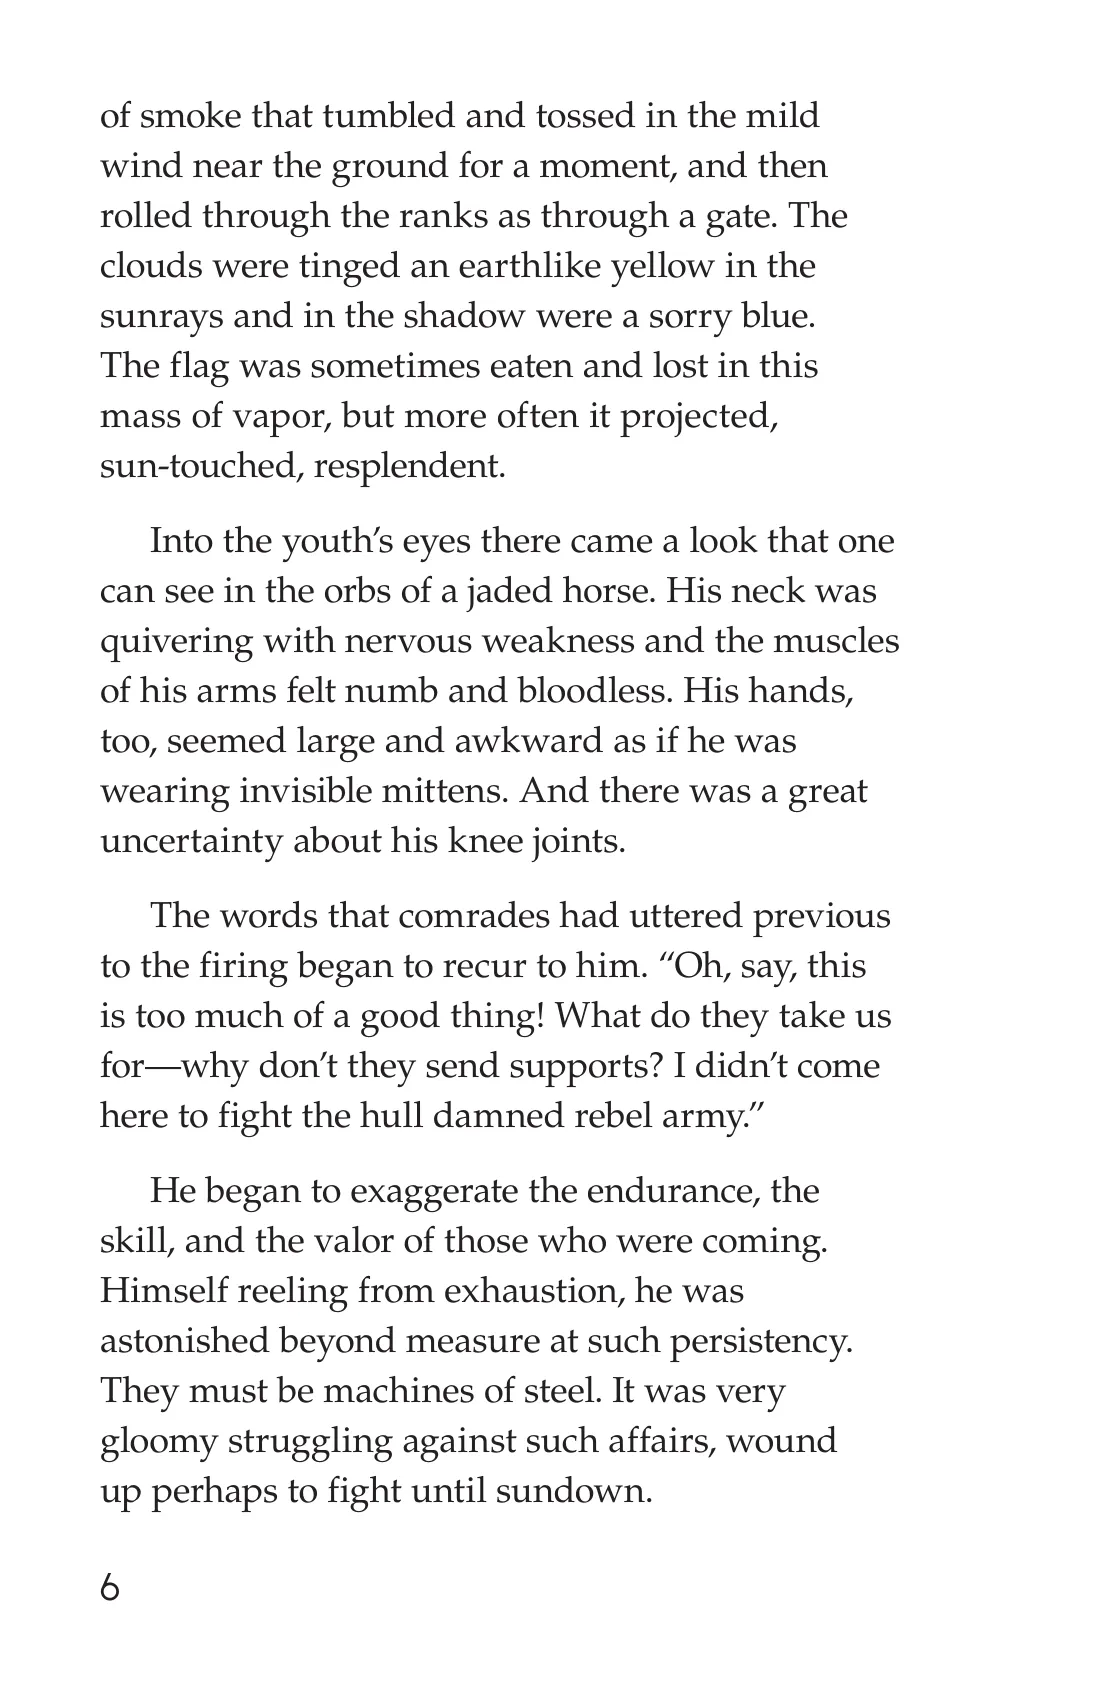 of smoke that tumbled and tossed in the mild
wind near the ground for a moment, and then
rolled through the ranks as through a gate. The
clouds were tinged an earthlike yellow in the
sunrays and in the shadow were a sorry blue.
The flag was sometimes eaten and lost in this
mass of vapor, but more often it projected,
sun-touched, resplendent.
Into the youth’s eyes there came a look that one
can see in the orbs of a jaded horse. His neck was
quivering with nervous weakness and the muscles
of his arms felt numb and bloodless. His hands,
too, seemed large and awkward as if he was
wearing invisible mittens. And there was a great
uncertainty about his knee joints.
The words that comrades had uttered previous
to the firing began to recur to him. “Oh, say, this
is too much of a good thing! What do they take us
for—why don’t they send supports? I didn’t come
here to fight the hull damned rebel army.”
He began to exaggerate the endurance, the
skill, and the valor of those who were coming.
Himself reeling from exhaustion, he was
astonished beyond measure at such persistency.
They must be machines of steel. It was very
gloomy struggling against such affairs, wound
up perhaps to fight until sundown.
6